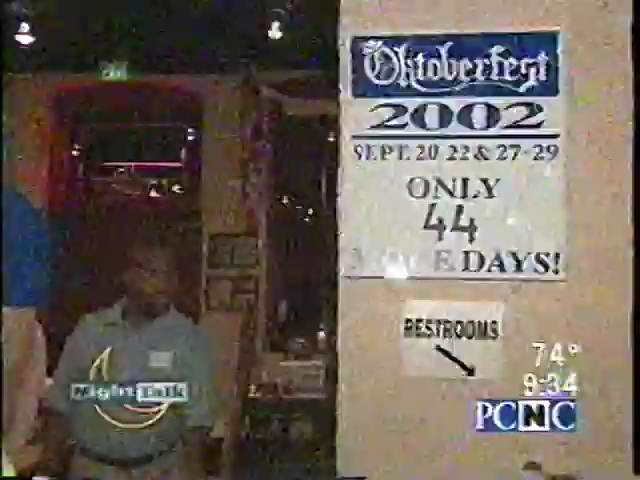 Oktoberfest
2002
SEPT. 20 22 & 27-29
ONLY
44
DAYS!
RESTROOMS
74°
9:34
PCNC
NightTalk